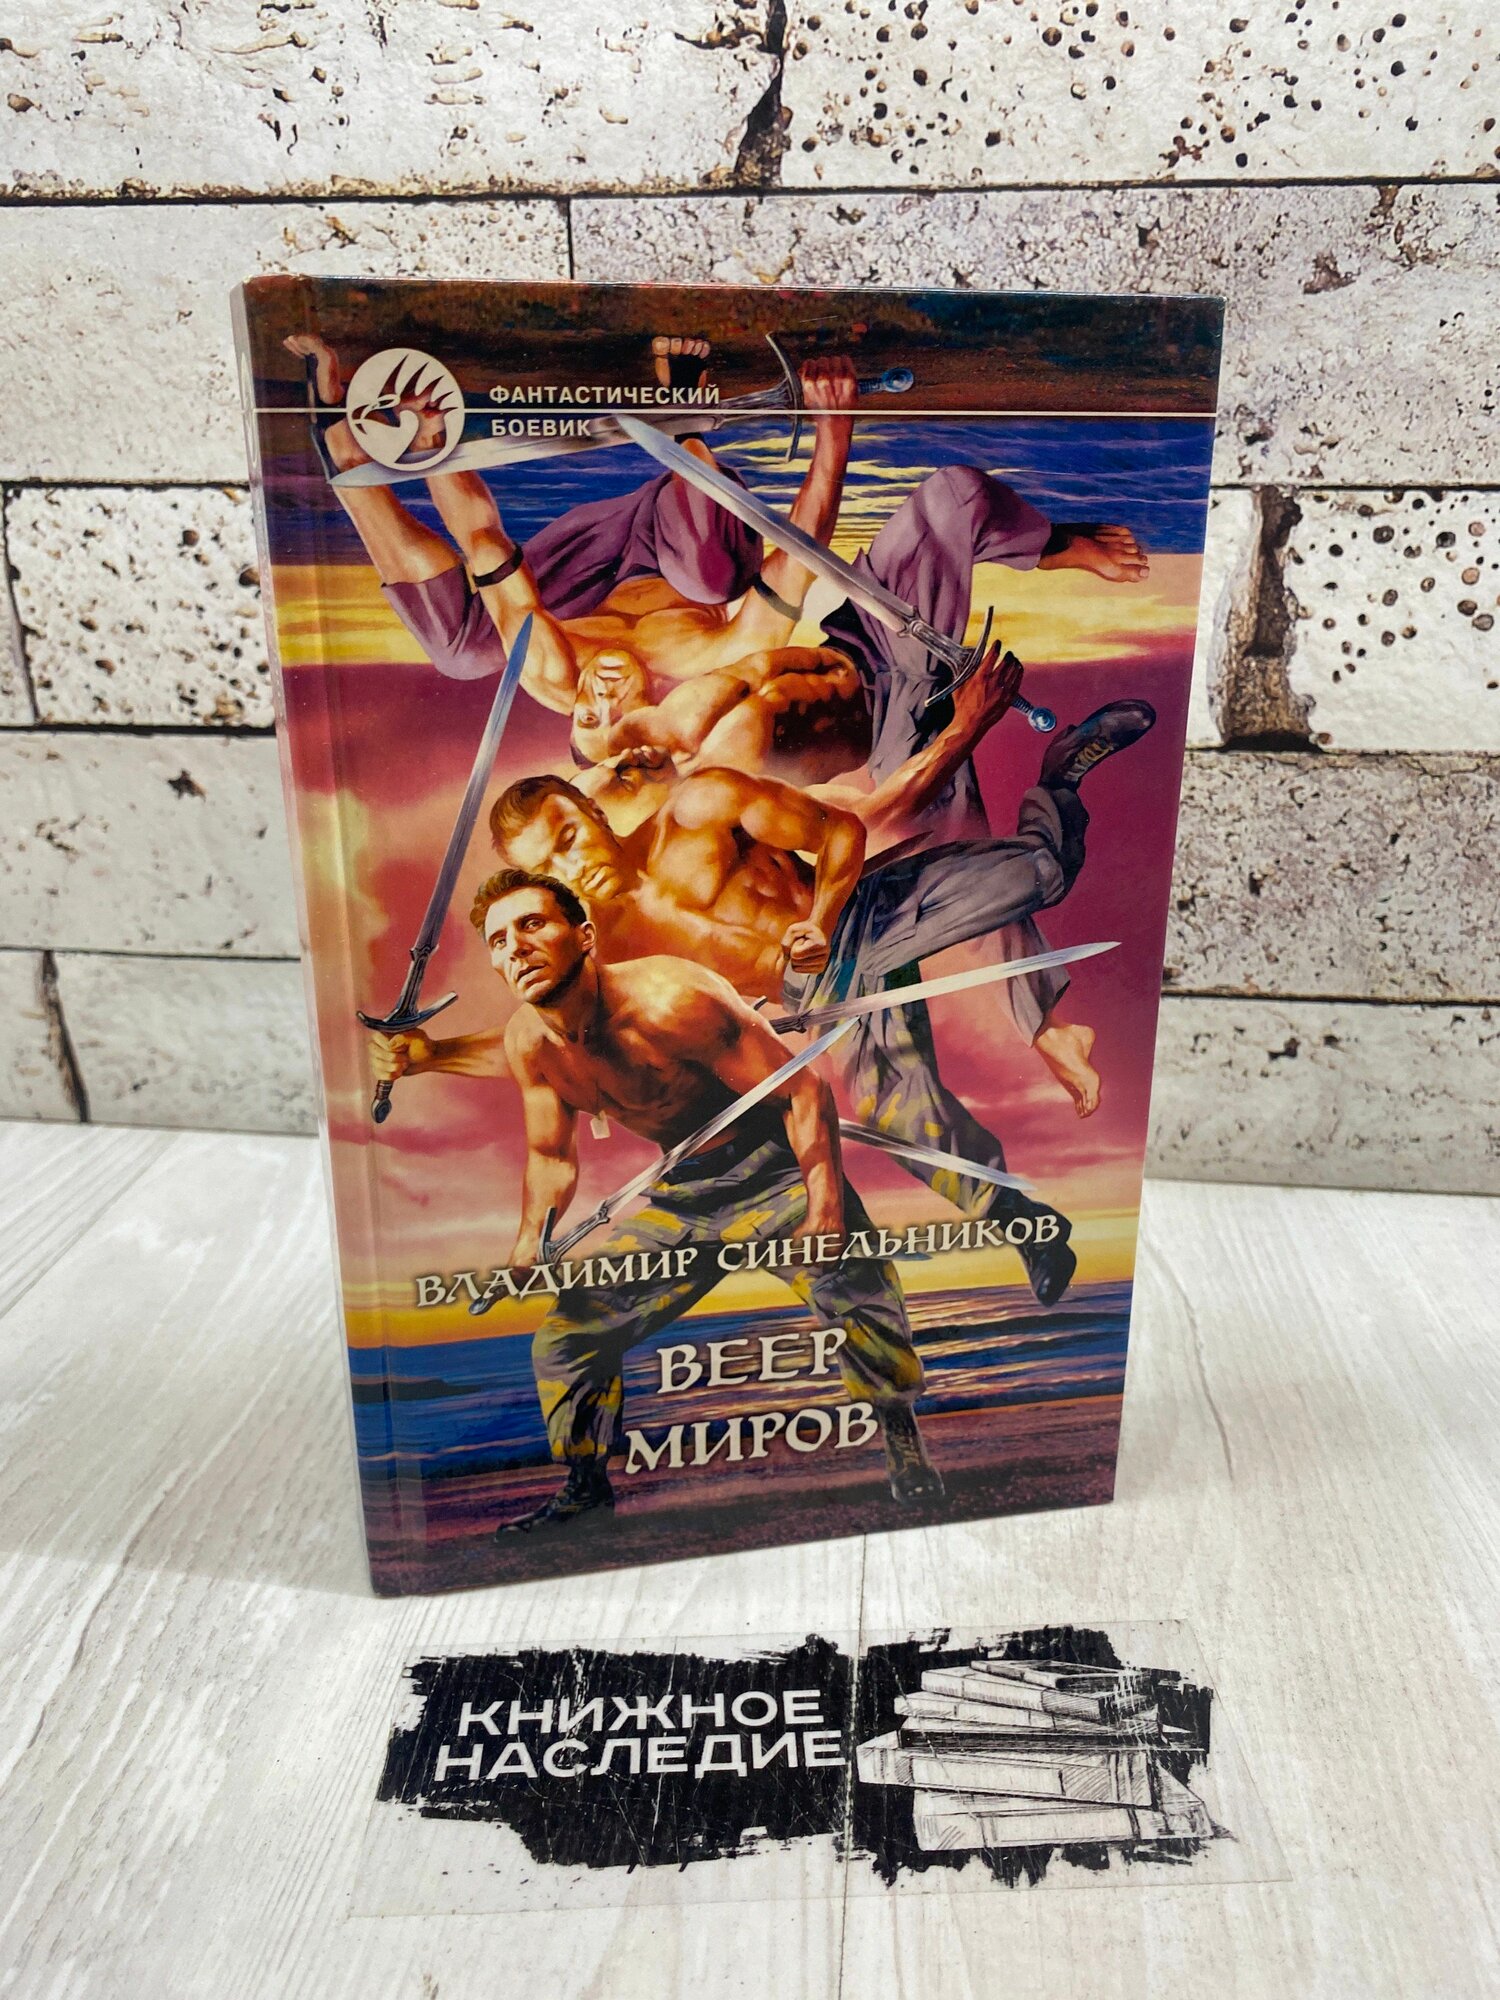 ФАНТАСТИЧЕСКИЙ
БОЕВИК
ВЛАДИМИР СИНЕЛЬНИКОВ
ВЕЕР
МИРОВ
КНИЖНОЕ
НАСЛЕДИЕ